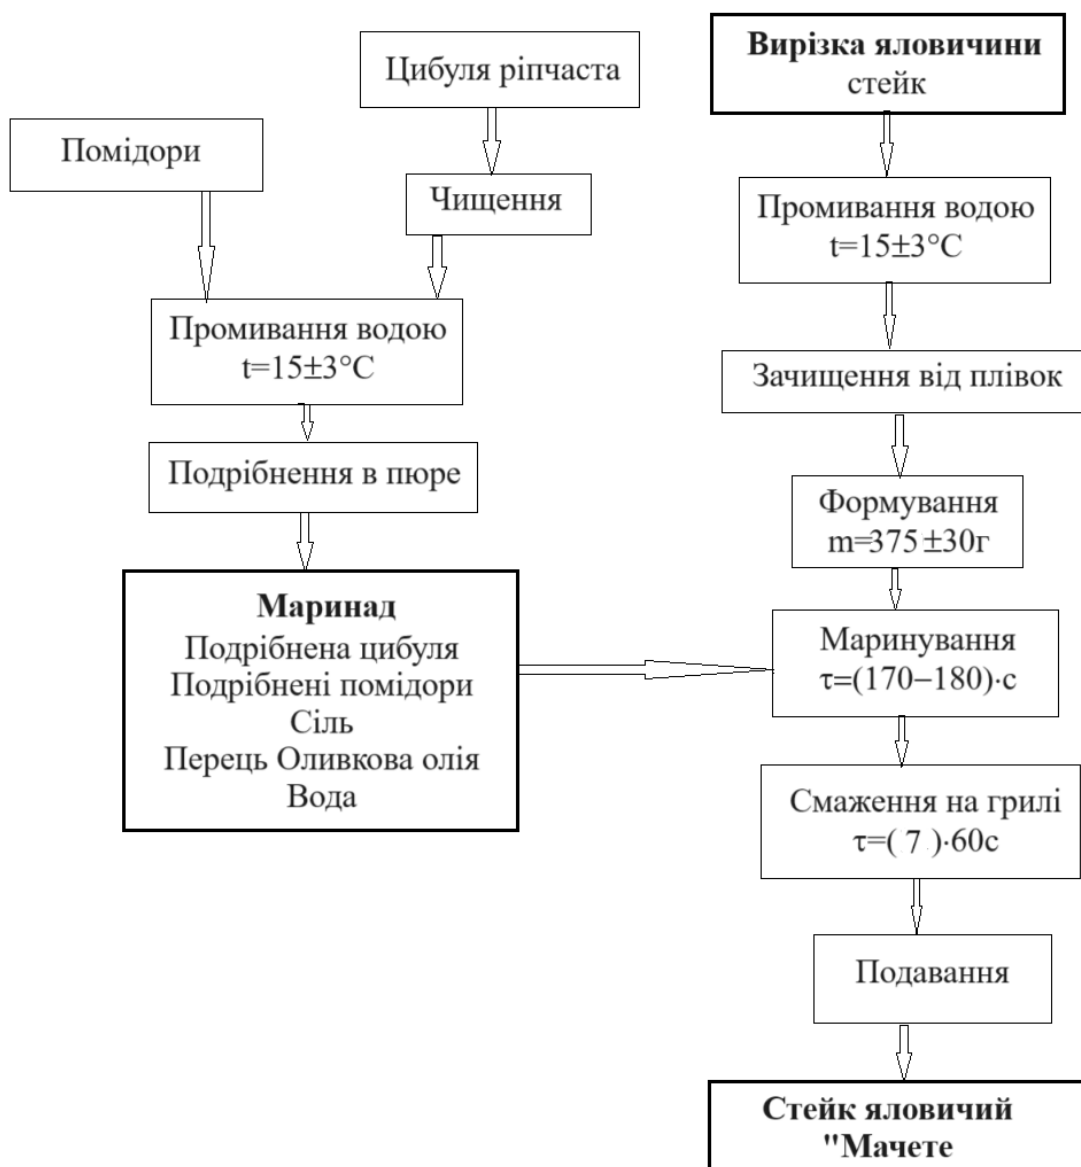 Цибуля ріпчаста
Вирізка яловичини
стейк
Помідори
Чищення
Промивання водою
t=15±3°C
Промивання водою
t=15±3°C
Зачищення від плівок
Подрібнення в пюре
Формування
m=375 ±30г
Маринад
Подрібнена цибуля
Подрібнені помідори
Сіль
Перець Оливкова олія
Вода
Маринування
τ=(170−180)·с
Смаження на грилі
τ=( 7 )·60с
Подавання
Стейк яловичий
"Мачете